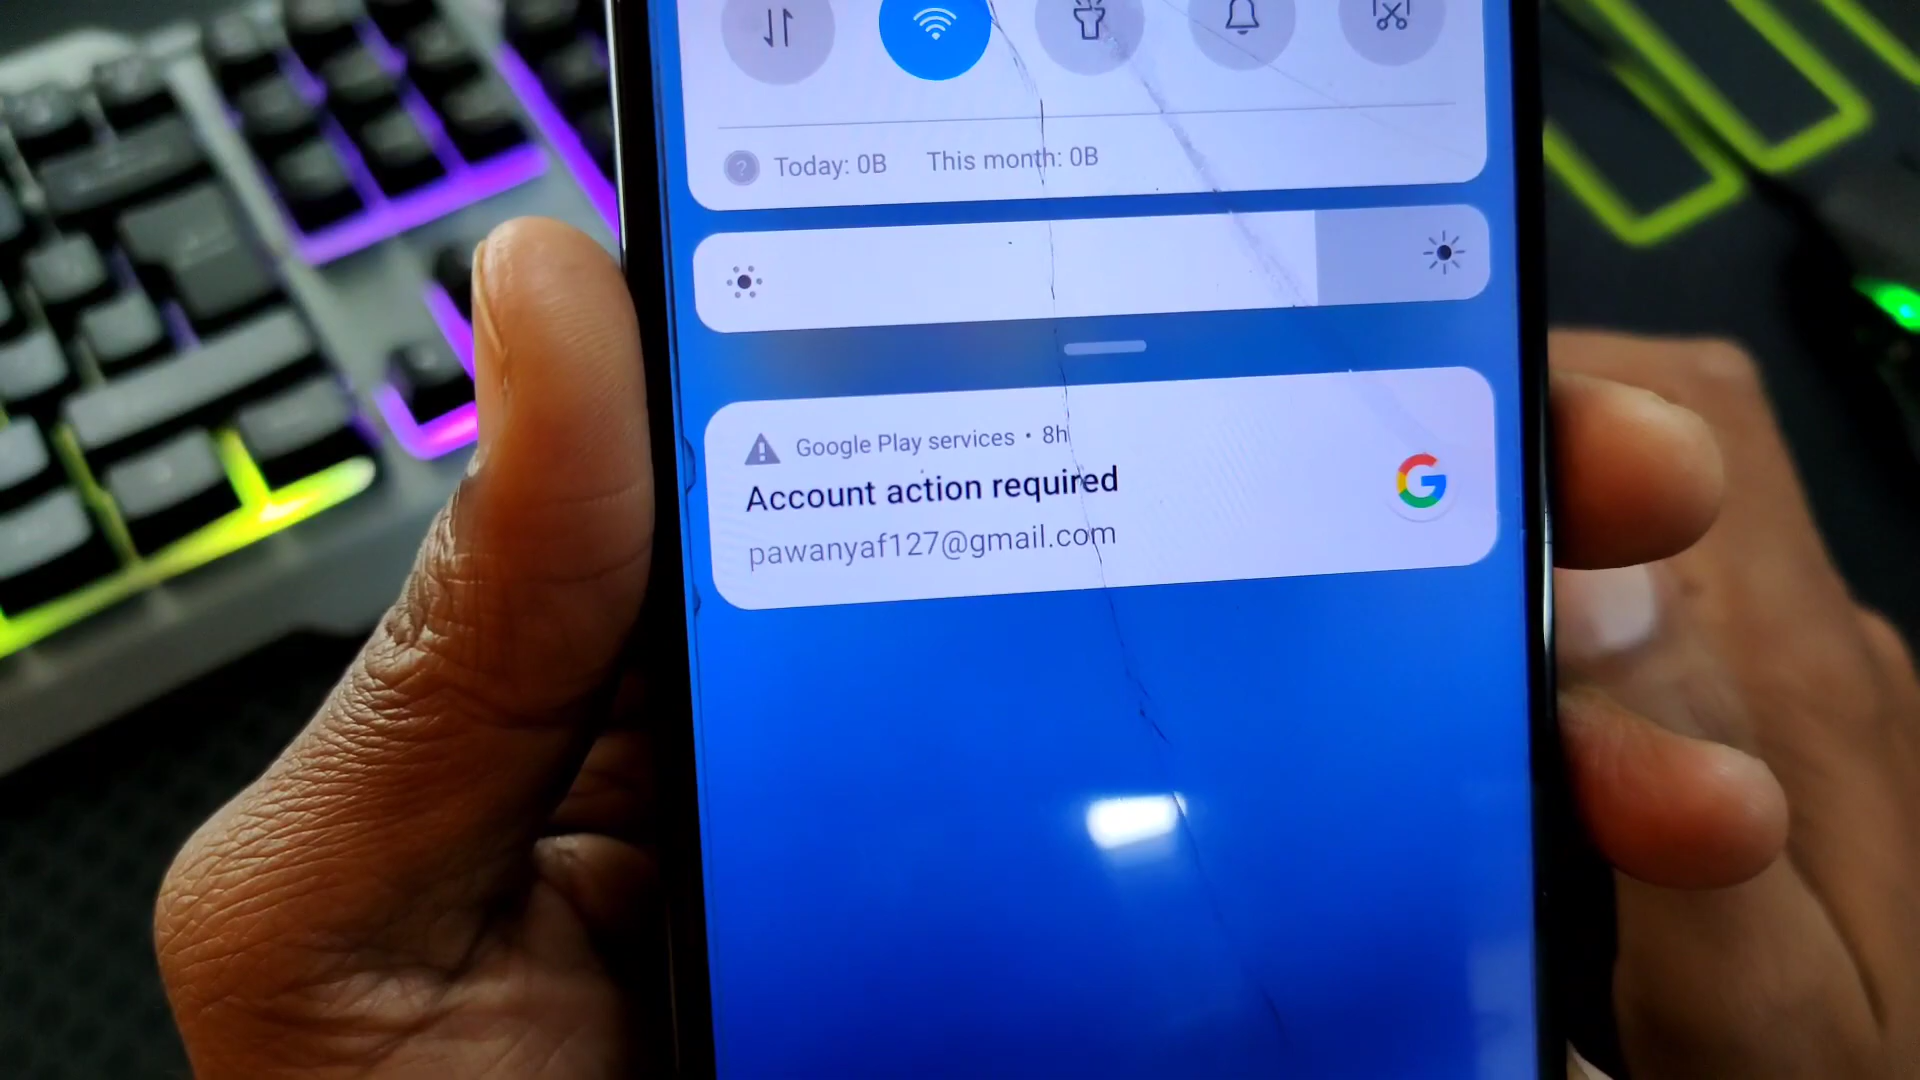 Today: 0B This month: 0B
Google Play services • 8h
Account action required
pawanyaf127@gmail.com